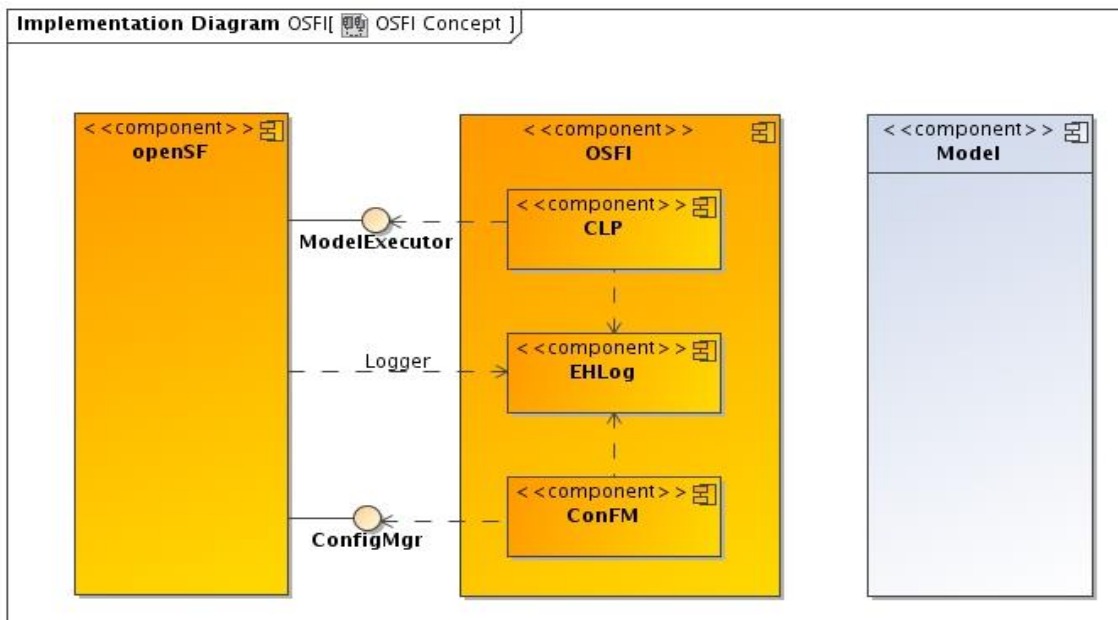 Implementation Diagram OSFI[ OSFI Concept ]
< <component> >
openSF
< <component> >
OSFI
< <component> >
Model
< <component> >
CLP
ModelExecutor
< <component> >
EHLog
Logger
< <component> >
ConFM
ConfigMgr